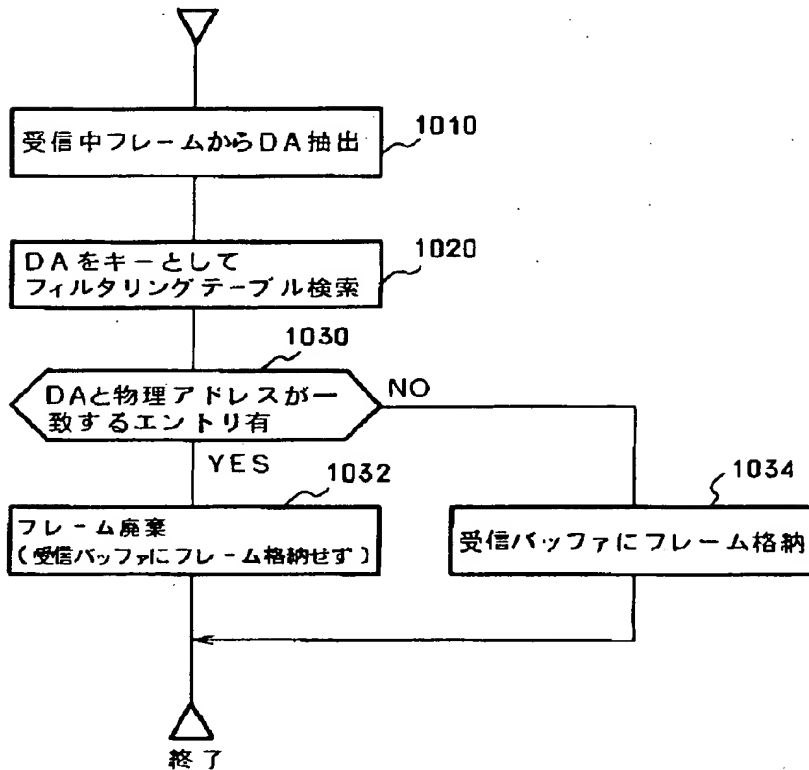 受信中フレームからDA抽出
1010
DAをキーとして
フィルタリングテーブル検索
1020
1030
DAと物理アドレスが一
致するエントリ有
NO
YES
1032
フレーム廃棄
(受信バッファにフレーム格納せず)
1034
受信バッファにフレーム格納
終了